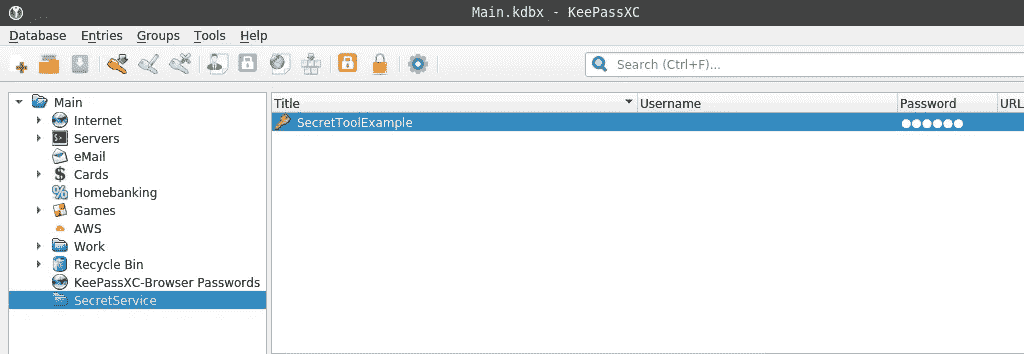 Main.kdbx - KeePassXC
Database Entries Groups Tools Help
Search (Ctrl+F)...
Main
Internet
Servers
eMail
Cards
Homebanking
Games
AWS
Work
Recycle Bin
KeePassXC-Browser Passwords
SecretService
Title Username Password URL
SecretToolExample ●●●●●●